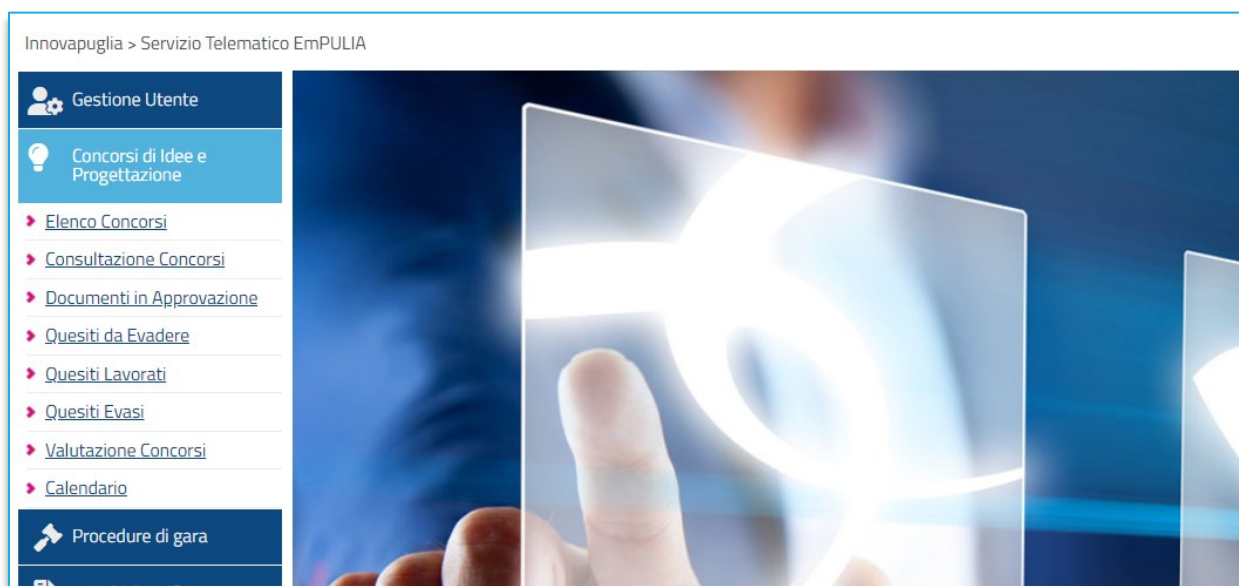 Innovapuglia > Servizio Telematico EmPULIA
Gestione Utente
Concorsi di Idee e
Progettazione
Elenco Concorsi
Consultazione Concorsi
Documenti in Approvazione
Quesiti da Evadere
Quesiti Lavorati
Quesiti Evasi
Valutazione Concorsi
Calendario
Procedure di gara